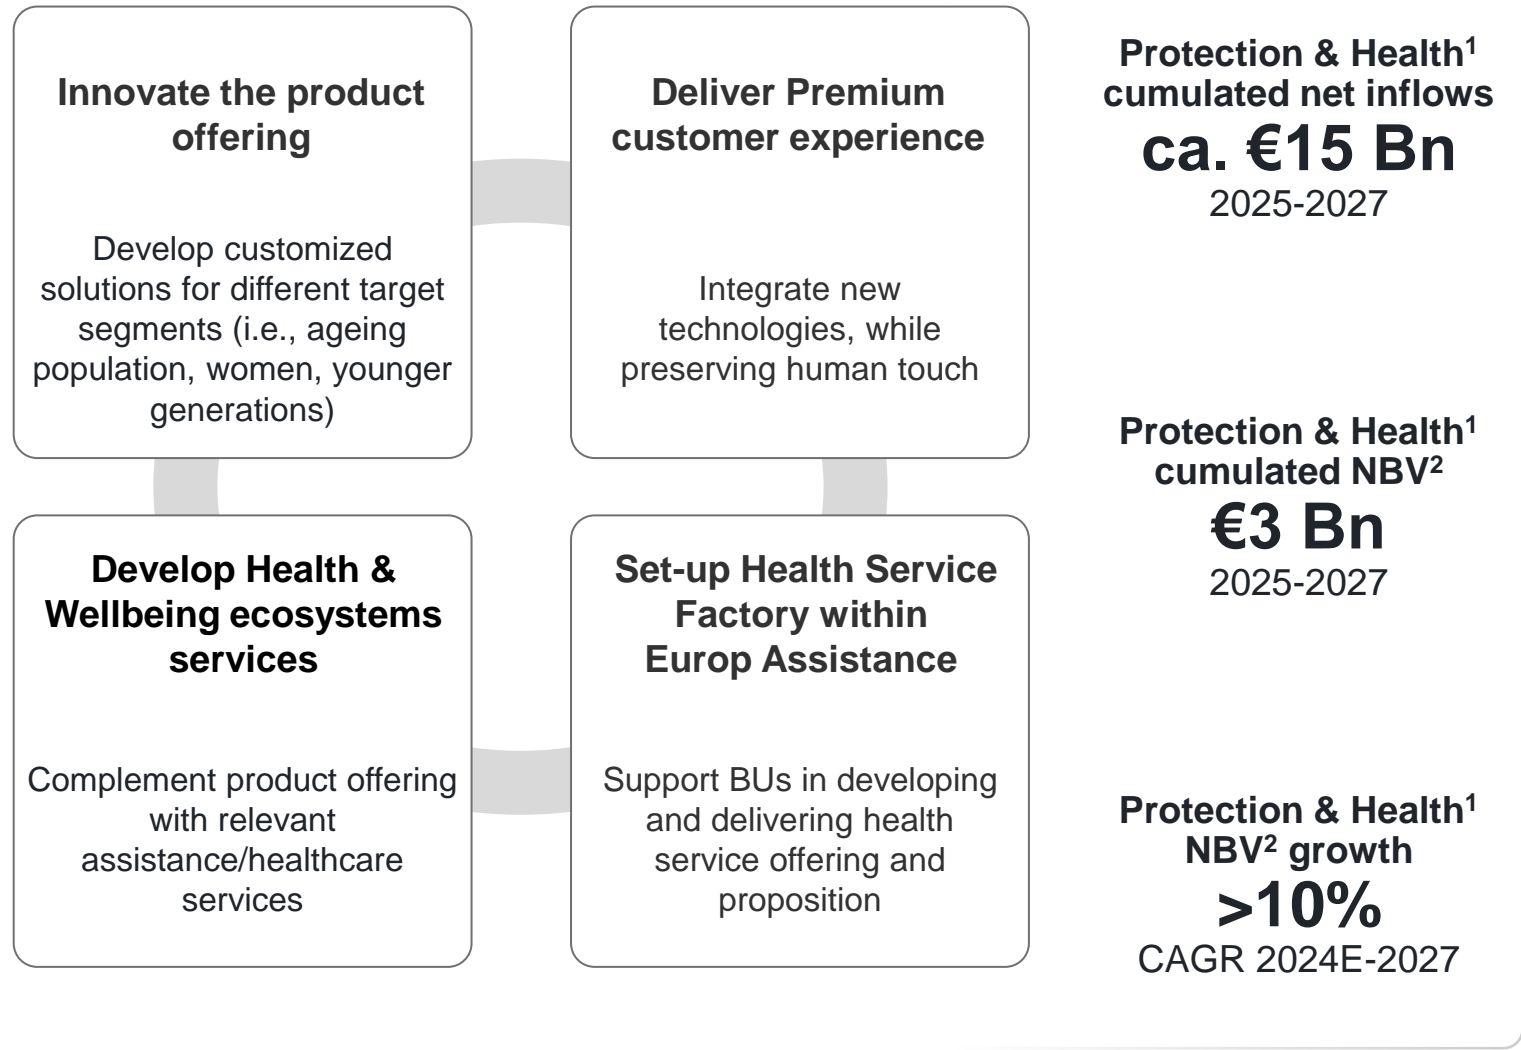 Innovate the product
offering
Develop customized
solutions for different target
segments (i.e., ageing
population, women, younger
generations)
Deliver Premium
customer experience
Integrate new
technologies, while
preserving human touch
Develop Health &
Wellbeing ecosystems
services
Complement product offering
with relevant
assistance/healthcare
services
Set-up Health Service
Factory within
Europ Assistance
Support BUs in developing
and delivering health
service offering and
proposition
Protection & Health¹
cumulated net inflows
ca. €15 Bn
2025-2027
Protection & Health¹
cumulated NBV²
€3 Bn
2025-2027
Protection & Health¹
NBV² growth
>10%
CAGR 2024E-2027